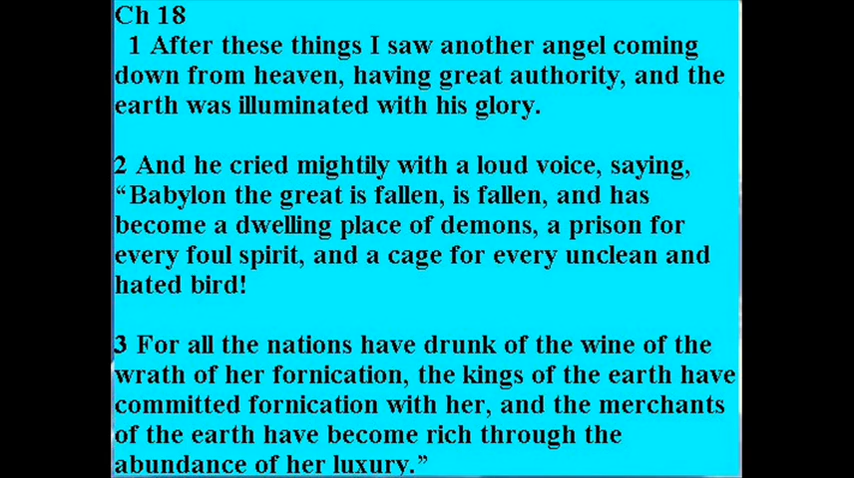 Ch 18
1 After these things I saw another angel coming
down from heaven, having great authority, and the
earth was illuminated with his glory.
2 And he cried mightily with a loud voice, saying,
“Babylon the great is fallen, is fallen, and has
become a dwelling place of demons, a prison for
every foul spirit, and a cage for every unclean and
hated bird!
3 For all the nations have drunk of the wine of the
wrath of her fornication, the kings of the earth have
committed fornication with her, and the merchants
of the earth have become rich through the
abundance of her luxury.”